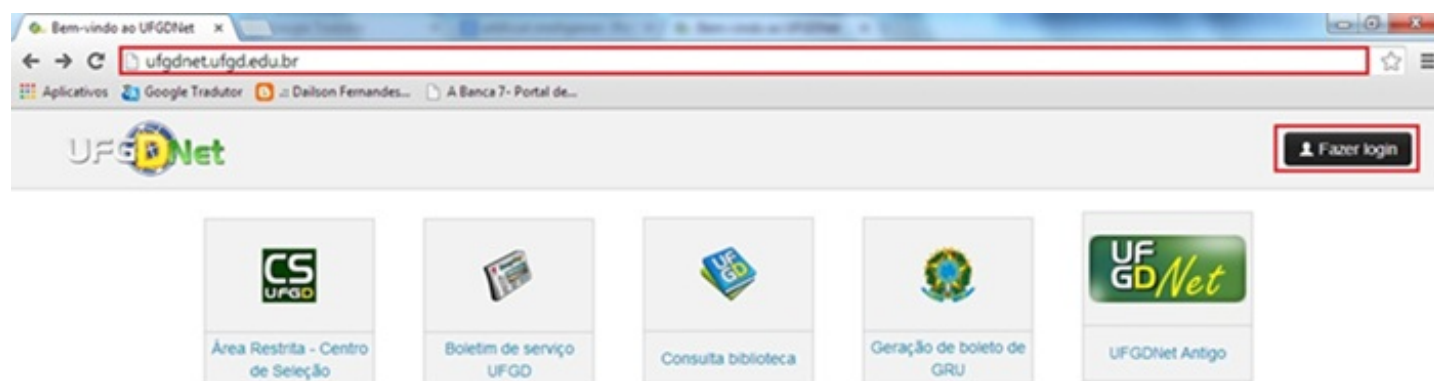 Bem-vindo ao UFGDNet
ufgdnet.ufgd.edu.br
Aplicativos Google Tradutor .: Dailson Fernandes... A Banca 7- Portal de...
UFGDNet
Fazer login
CS
UFGD
UF
GD
UF
GDNet
Área Restrita - Centro
de Seleção
Boletim de serviço
UFGD
Consulta biblioteca
Geração de boleto de
GRU
UFGDNet Antigo